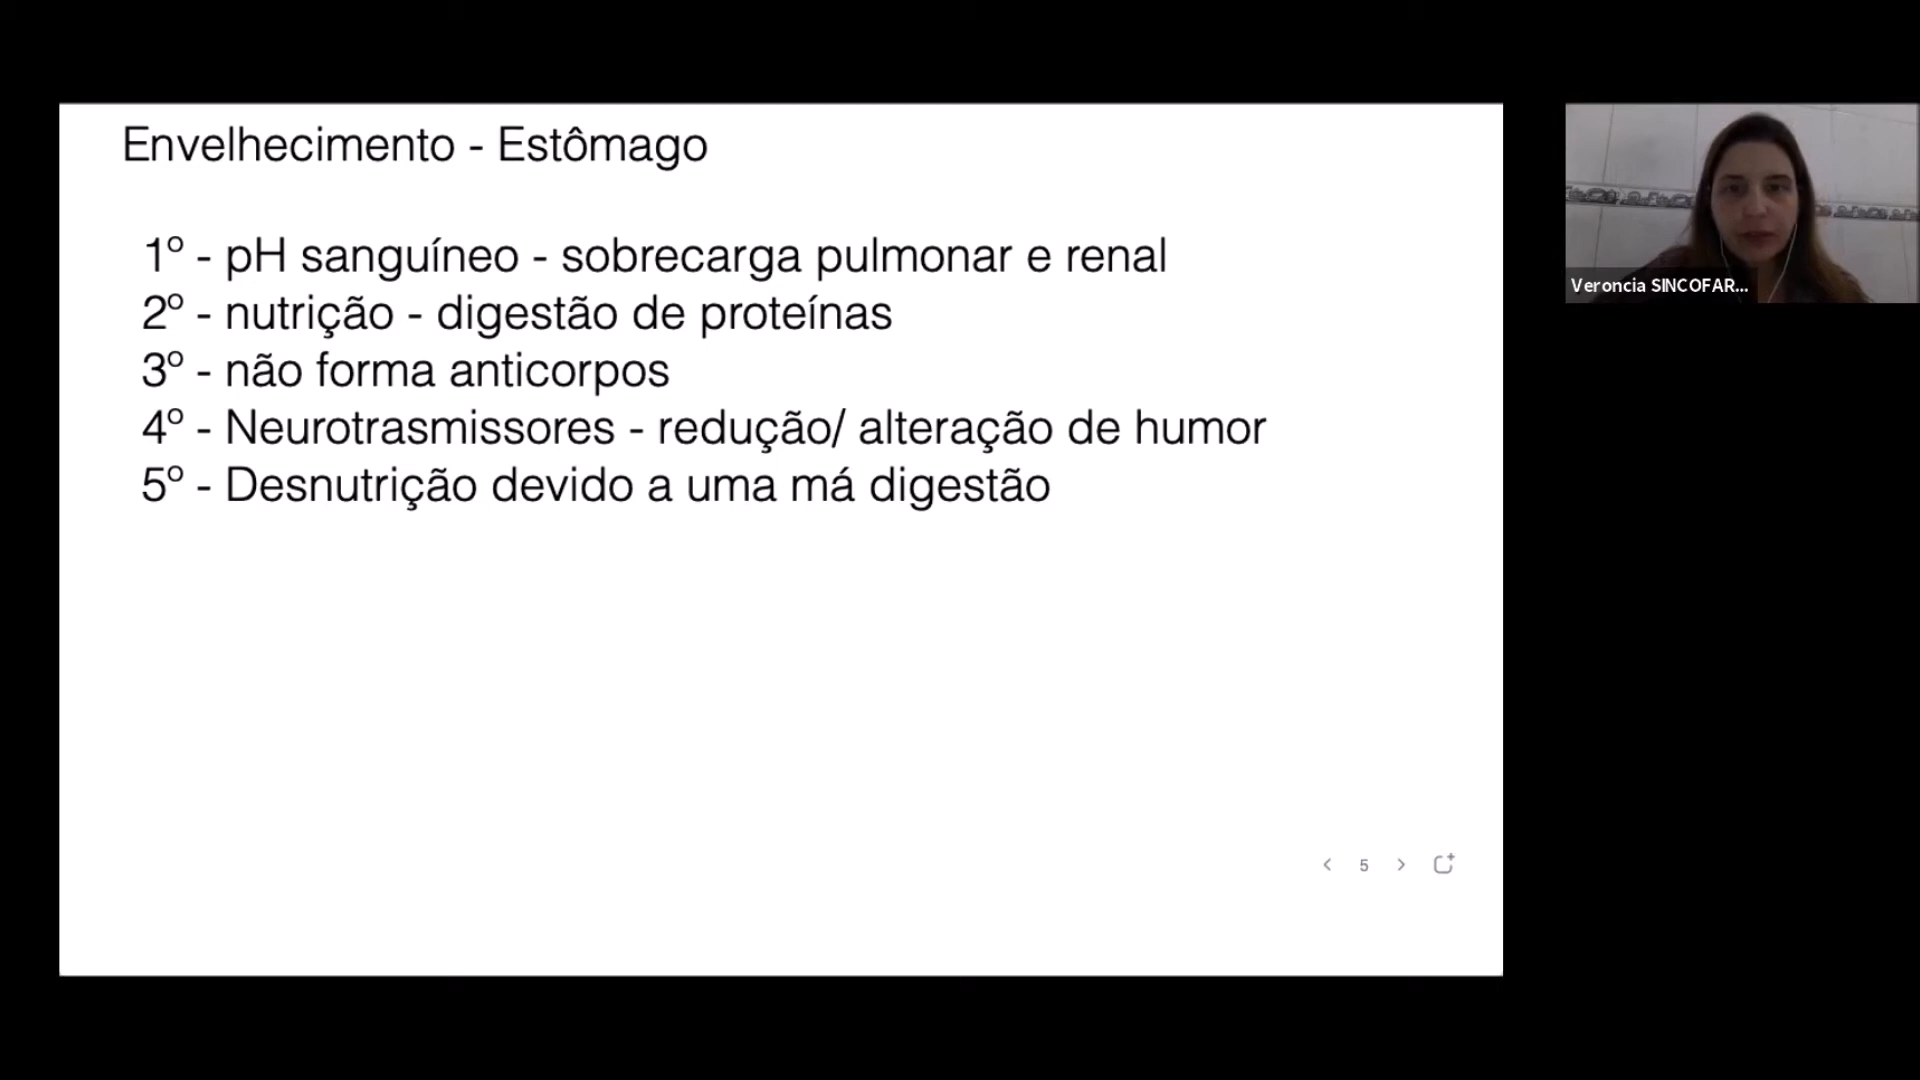 Envelhecimento - Estômago
1º - pH sanguíneo - sobrecarga pulmonar e renal
2º - nutrição - digestão de proteínas
3º - não forma anticorpos
4º - Neurotrasmissores - redução/ alteração de humor
5º - Desnutrição devido a uma má digestão
5
Veroncia SINCOFAR...